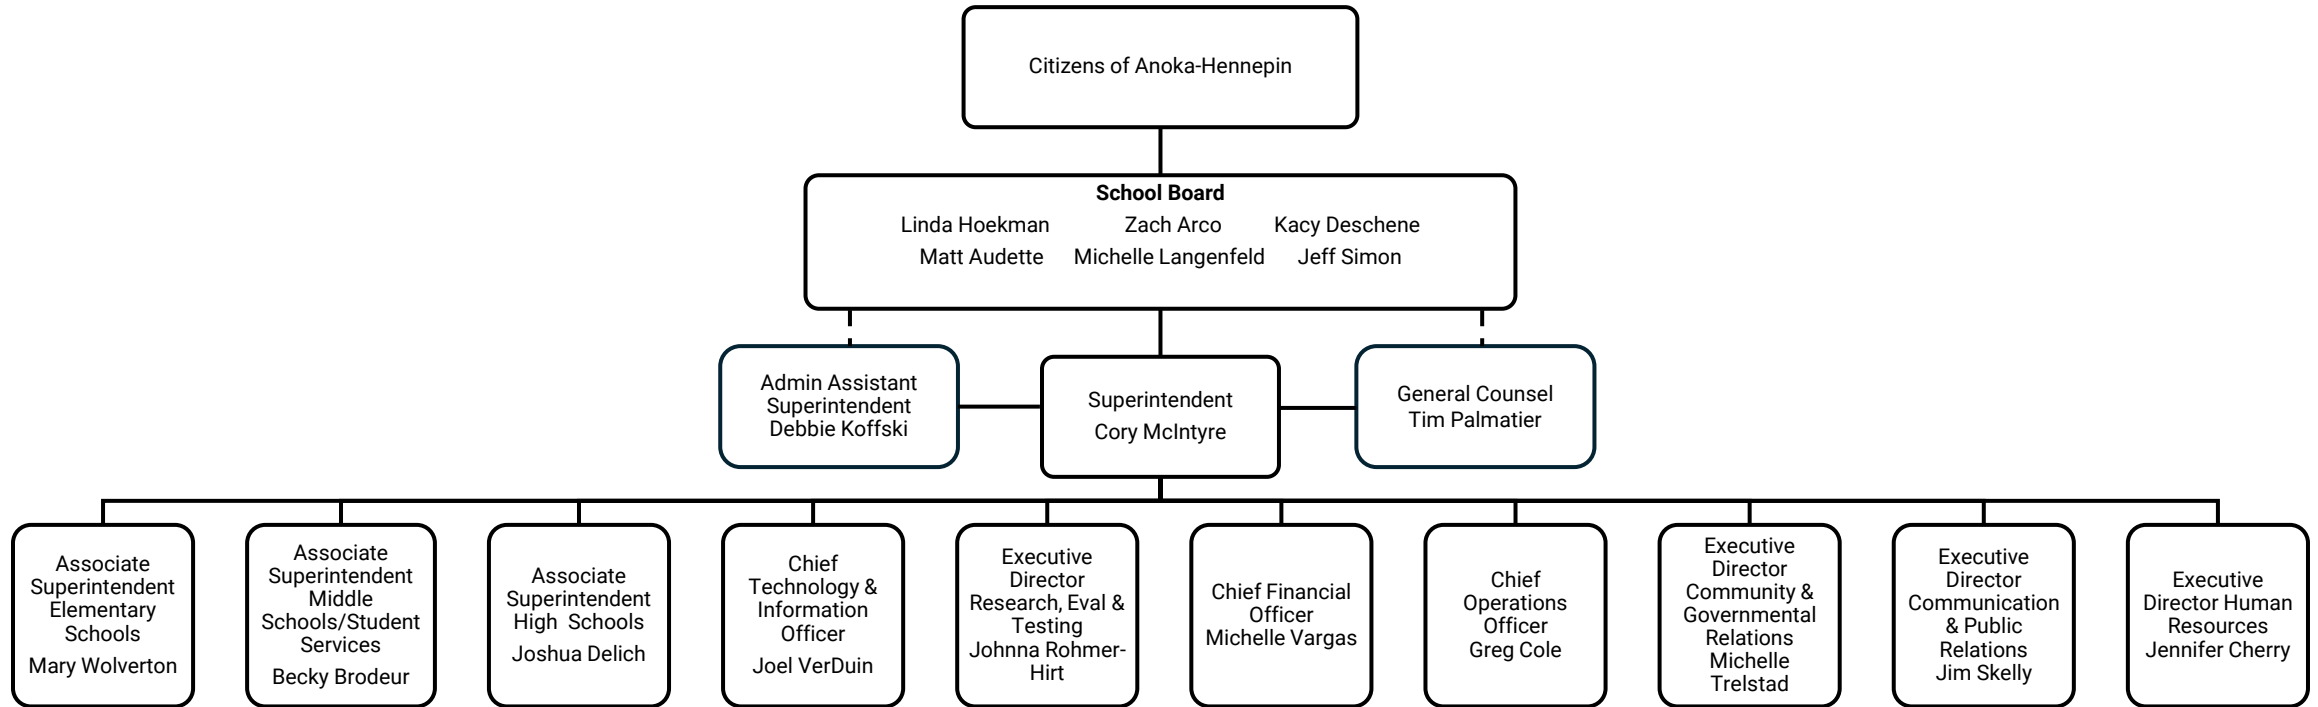 Citizens of Anoka-Hennepin
School Board
Linda Hoekman Zach Arco Kacy Deschene
Matt Audette Michelle Langenfeld Jeff Simon
Admin Assistant
Superintendent
Debbie Koffski
Superintendent
Cory McIntyre
General Counsel
Tim Palmatier
Associate
Superintendent
Elementary
Schools
Mary Wolverton
Associate
Superintendent
Middle
Schools/Student
Services
Becky Brodeur
Associate
Superintendent
High Schools
Joshua Delich
Chief
Technology &
Information
Officer
Joel VerDuin
Executive
Director
Research, Eval &
Testing
Johnna Rohmer-
Hirt
Chief Financial
Officer
Michelle Vargas
Chief
Operations
Officer
Greg Cole
Executive
Director
Community &
Governmental
Relations
Michelle
Trelstad
Executive
Director
Communication
& Public
Relations
Jim Skelly
Executive
Director Human
Resources
Jennifer Cherry